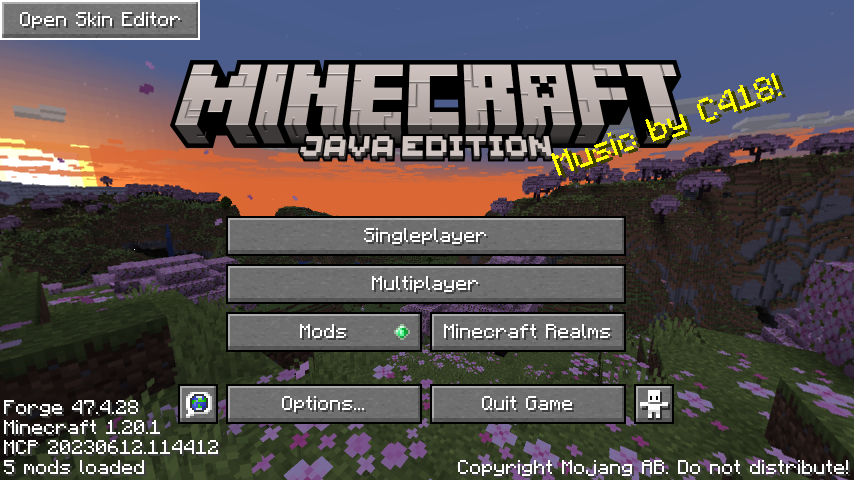 Open Skin Editor
MINECRAFT
JAVA EDITION
Music by C418!
Singleplayer
Multiplayer
Mods
Minecraft Realms
Options...
Quit Game
Forge 47.4.28
Minecraft 1.20.1
MCP 20230612.114412
5 mods loaded
Copyright Mojang AB. Do not distribute!